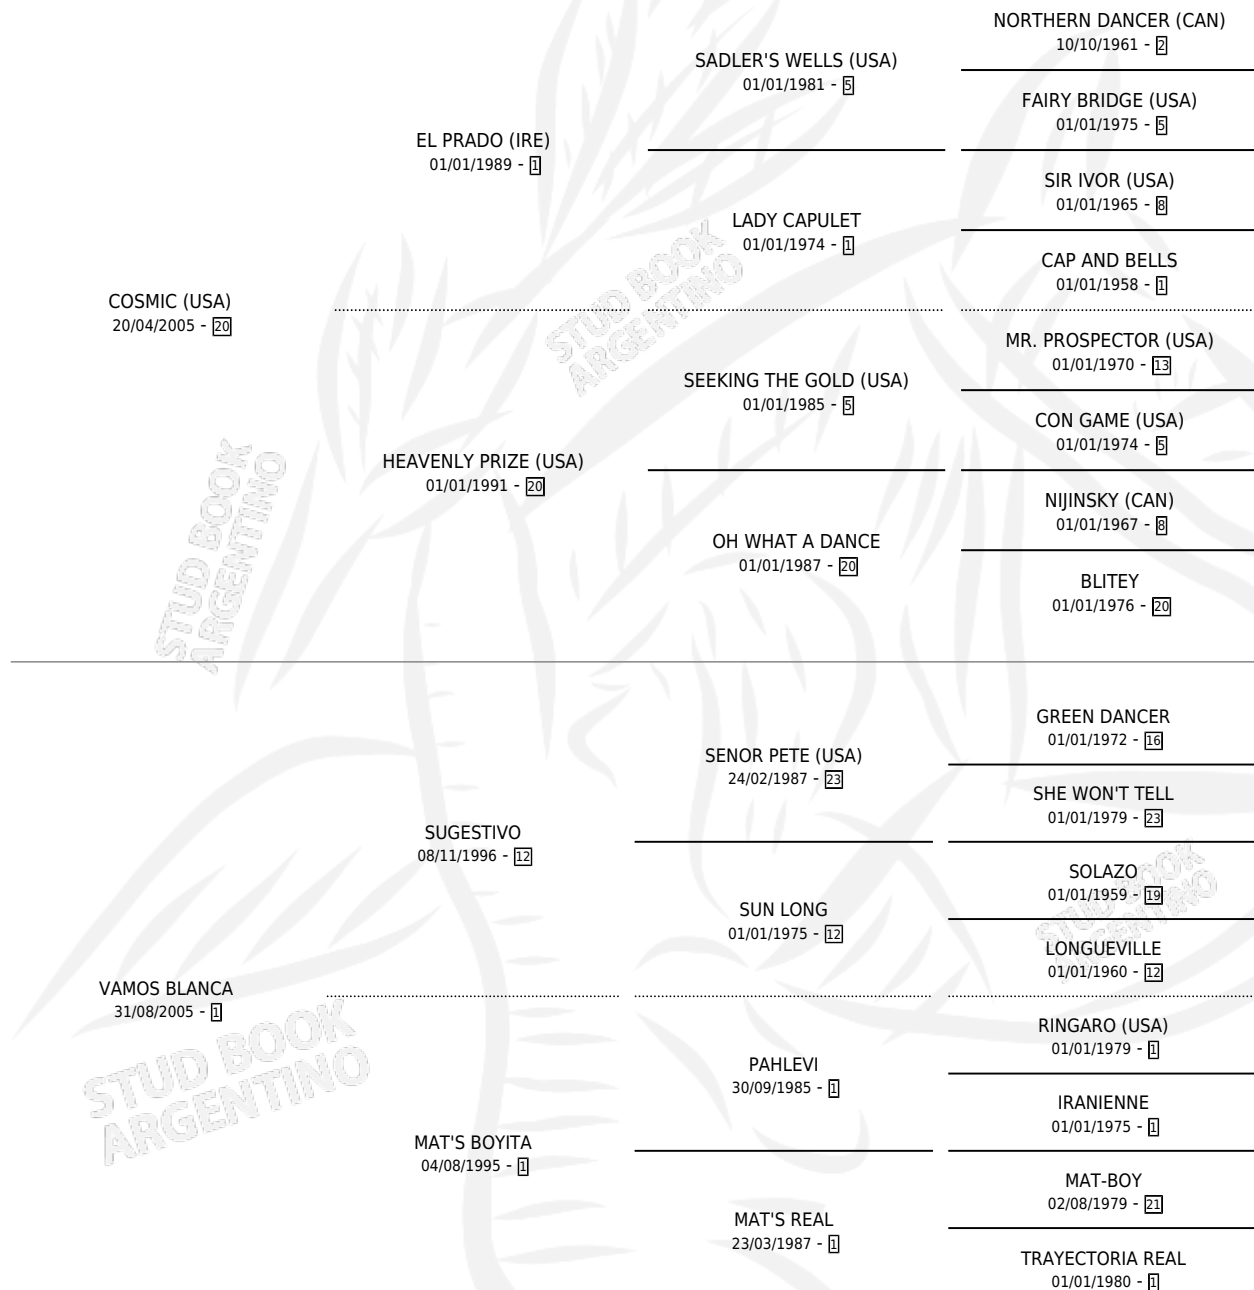 NORTHERN DANCER (CAN)
10/10/1961 - 2
SADLER'S WELLS (USA)
01/01/1981 - 5
FAIRY BRIDGE (USA)
01/01/1975 - 5
EL PRADO (IRE)
01/01/1989 - 1
SIR IVOR (USA)
01/01/1965 - 8
LADY CAPULET
01/01/1974 - 1
CAP AND BELLS
01/01/1958 - 1
COSMIC (USA)
20/04/2005 - 20
MR. PROSPECTOR (USA)
01/01/1970 - 13
SEEKING THE GOLD (USA)
01/01/1985 - 5
CON GAME (USA)
01/01/1974 - 5
HEAVENLY PRIZE (USA)
01/01/1991 - 20
NIJINSKY (CAN)
01/01/1967 - 8
OH WHAT A DANCE
01/01/1987 - 20
BLITEY
01/01/1976 - 20
GREEN DANCER
01/01/1972 - 16
SENOR PETE (USA)
24/02/1987 - 23
SHE WON'T TELL
01/01/1979 - 23
SUGESTIVO
08/11/1996 - 12
SOLAZO
01/01/1959 - 19
SUN LONG
01/01/1975 - 12
LONGUEVILLE
01/01/1960 - 12
VAMOS BLANCA
31/08/2005 - 1
RINGARO (USA)
01/01/1979 - 1
PAHLEVI
30/09/1985 - 1
IRANIENNE
01/01/1975 - 1
MAT'S BOYITA
04/08/1995 - 1
MAT-BOY
02/08/1979 - 21
MAT'S REAL
23/03/1987 - 1
TRAYECTORIA REAL
01/01/1980 - 1
STUD BOOK
ARGENTINO
STUD BOOK
ARGENTINO
STUD BOOK
ARGENTINO
STUD BOOK
ARGENTINO